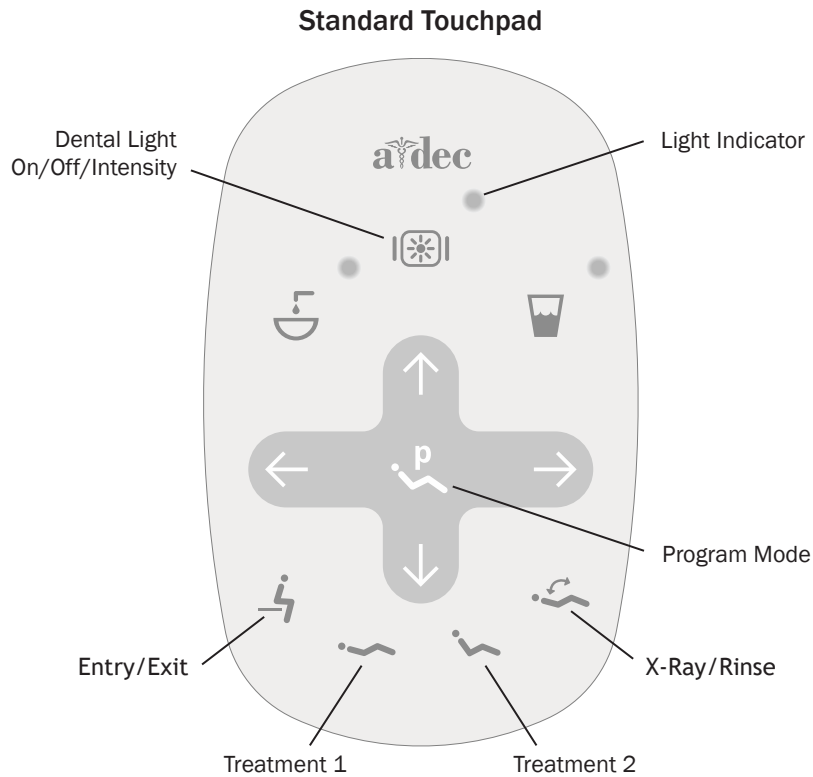 Standard Touchpad
Dental Light
On/Off/Intensity
a dec
Light Indicator
p
Program Mode
Entry/Exit
X-Ray/Rinse
Treatment 1
Treatment 2